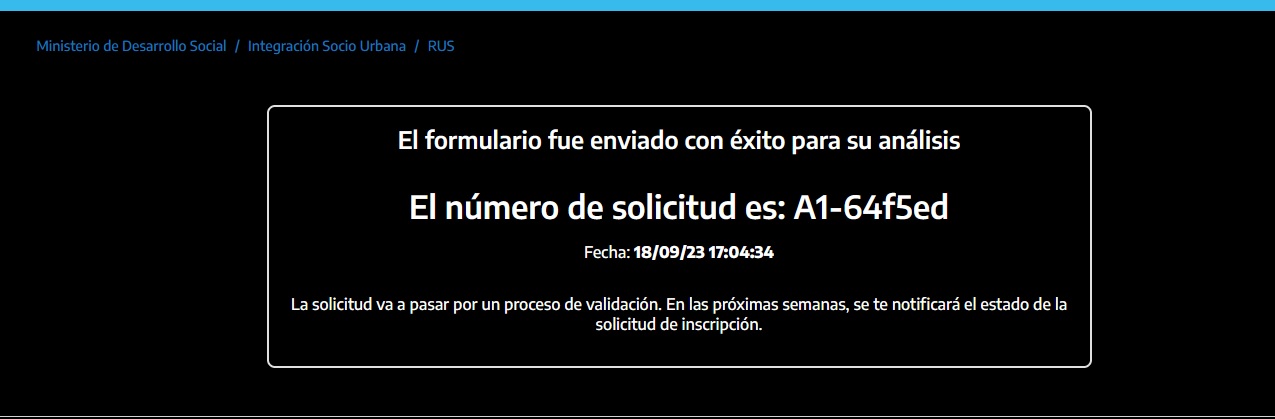 Ministerio de Desarrollo Social / Integración Socio Urbana / RUS
El formulario fue enviado con éxito para su análisis
El número de solicitud es: A1-64f5ed
Fecha: 18/09/23 17:04:34
La solicitud va a pasar por un proceso de validación. En las próximas semanas, se te notificará el estado de la
solicitud de inscripción.